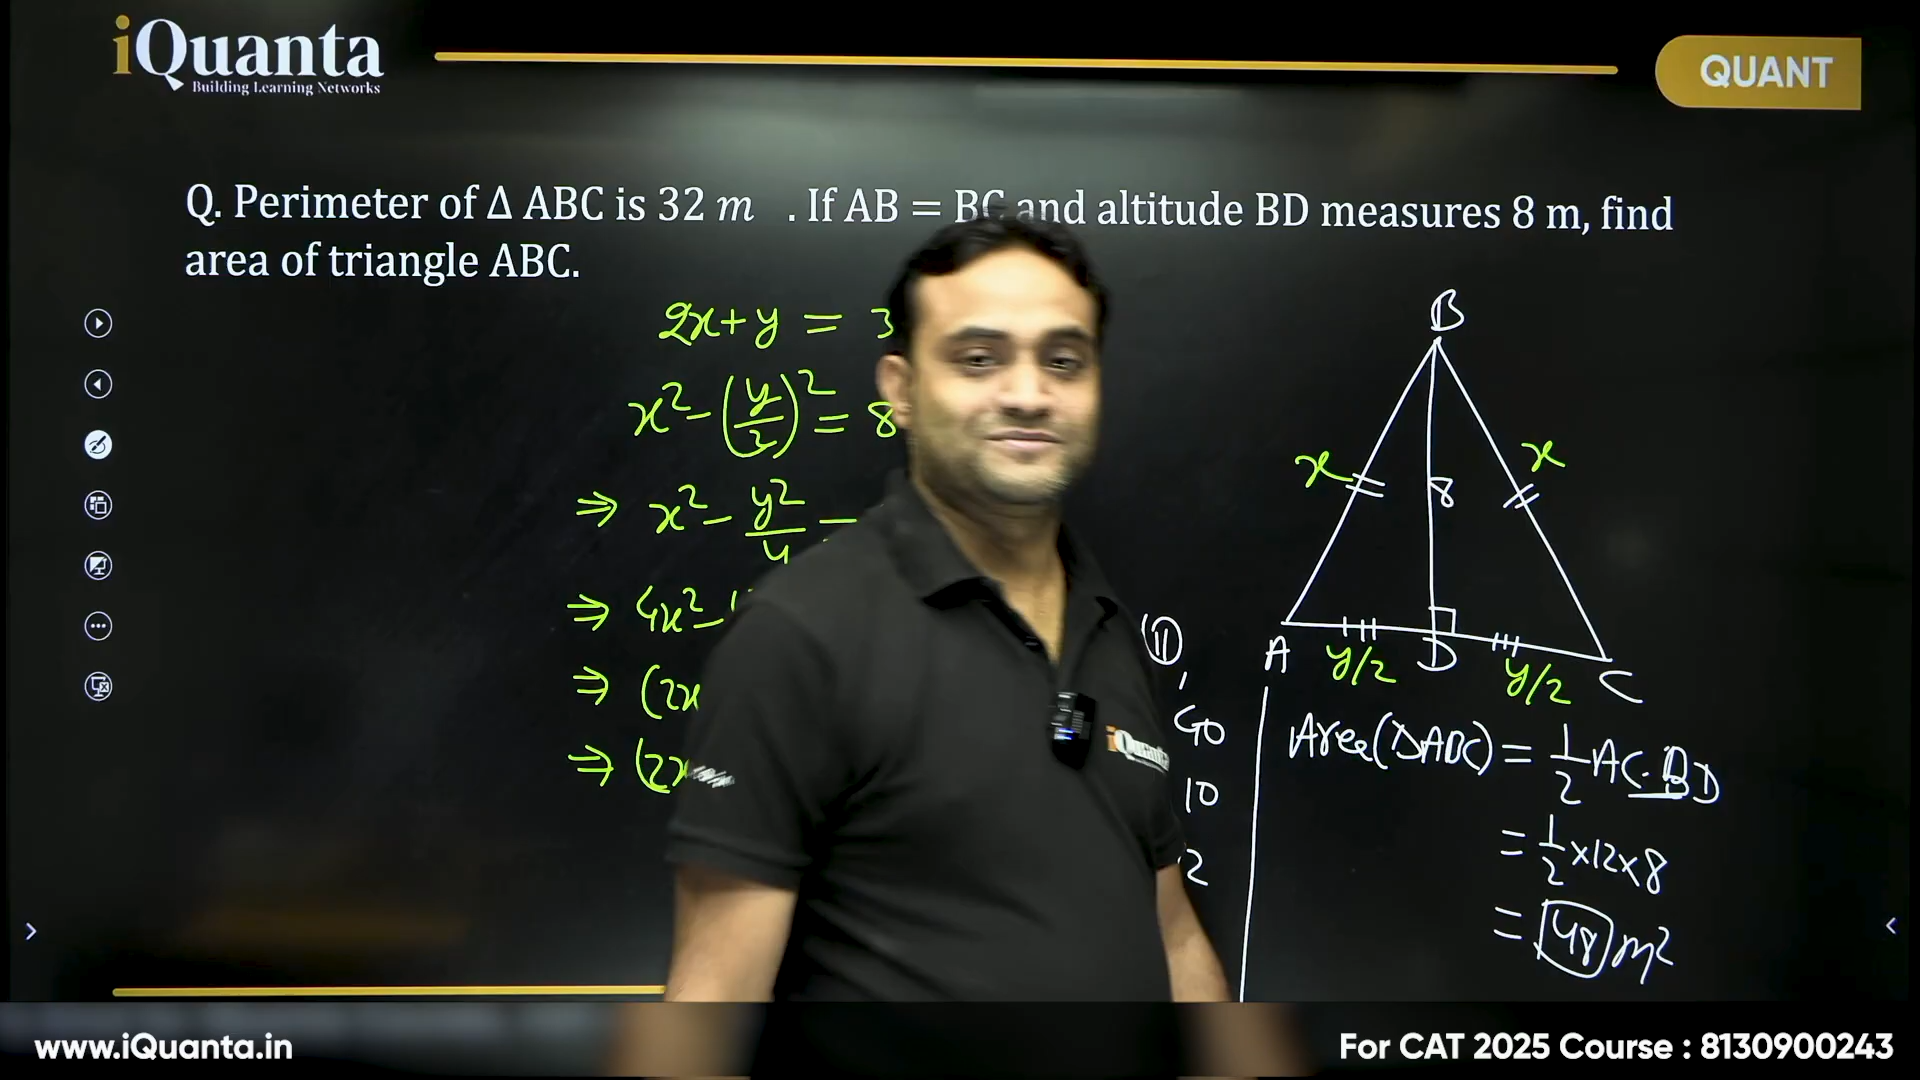 iQuanta
Building Learning Networks
QUANT
Q. Perimeter of Δ ABC is 32 m . If AB = BC and altitude BD measures 8 m, find
area of triangle ABC.
2x+y = 3
x² - (y/2)² = 8
⇒ x² - y²/4 =
⇒ 4x² -
⇒ (2x
⇒ (2x
(11)
40
10
2
B
x
x
8
A
y/2
D
y/2
C
Area(ΔABC) = 1/2 AC·BD
= 1/2 × 12 × 8
= 48 m²
iQuanta
www.iQuanta.in
For CAT 2025 Course : 8130900243